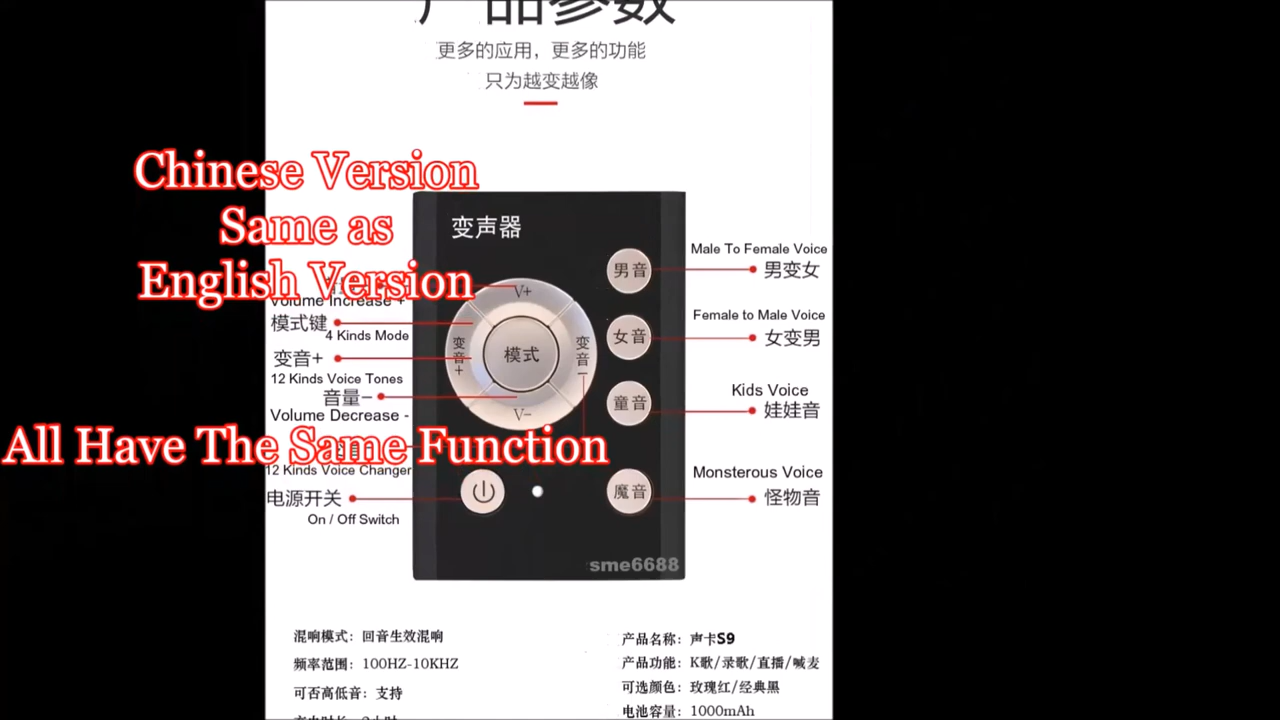 产品参数
更多的应用，更多的功能
只为越变越像
Chinese Version
Same as
English Version
变声器
Male To Female Voice
男音
男变女
V+
Volume Increase +
模式键
4 Kinds Mode
Female to Male Voice
女音
女变男
变音+
模式
变音−
变音+
12 Kinds Voice Tones
音量−
Kids Voice
童音
娃娃音
V−
Volume Decrease -
All Have The Same Function
12 Kinds Voice Changer
Monsterous Voice
电源开关
魔音
怪物音
On / Off Switch
sme6688
混响模式：回音生效混响
产品名称：声卡S9
频率范围：100HZ-10KHZ
产品功能：K歌/录歌/直播/喊麦
可否高低音：支持
可选颜色：玫瑰红/经典黑
电池容量：1000mAh